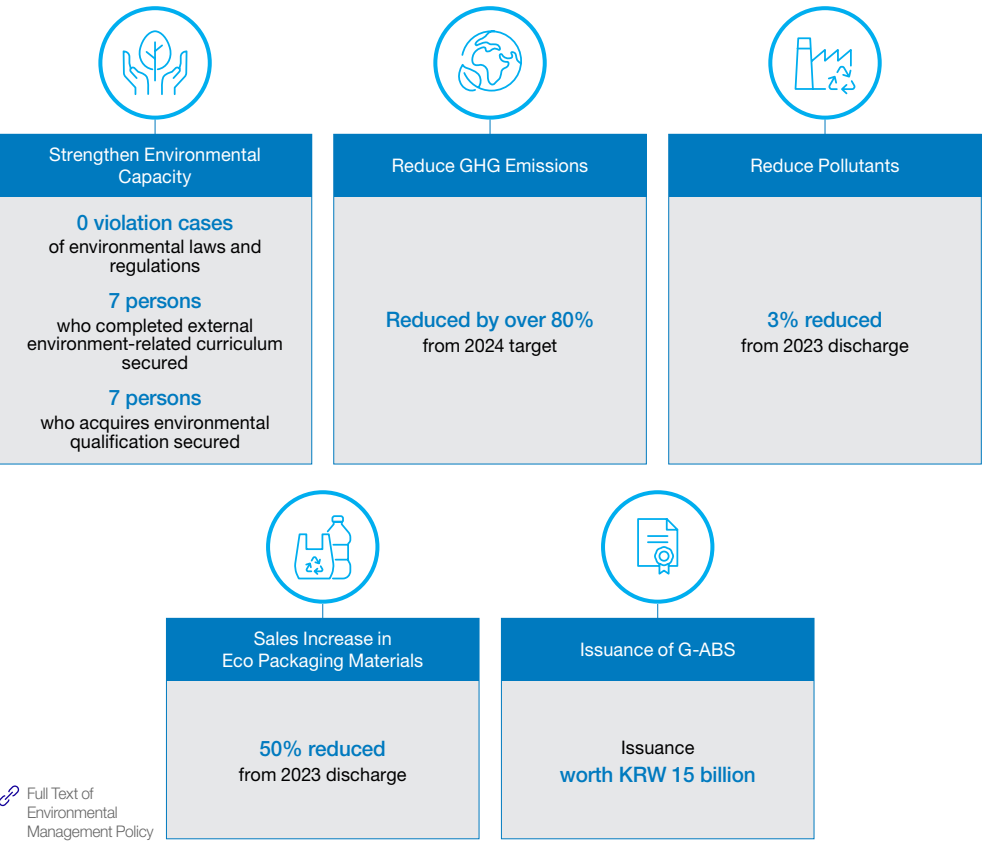 Strengthen Environmental
Capacity
0 violation cases
of environmental laws and
regulations
7 persons
who completed external
environment-related curriculum
secured
7 persons
who acquires environmental
qualification secured
Reduce GHG Emissions
Reduced by over 80%
from 2024 target
Reduce Pollutants
3% reduced
from 2023 discharge
Sales Increase in
Eco Packaging Materials
50% reduced
from 2023 discharge
Issuance of G-ABS
Issuance
worth KRW 15 billion
Full Text of
Environmental
Management Policy